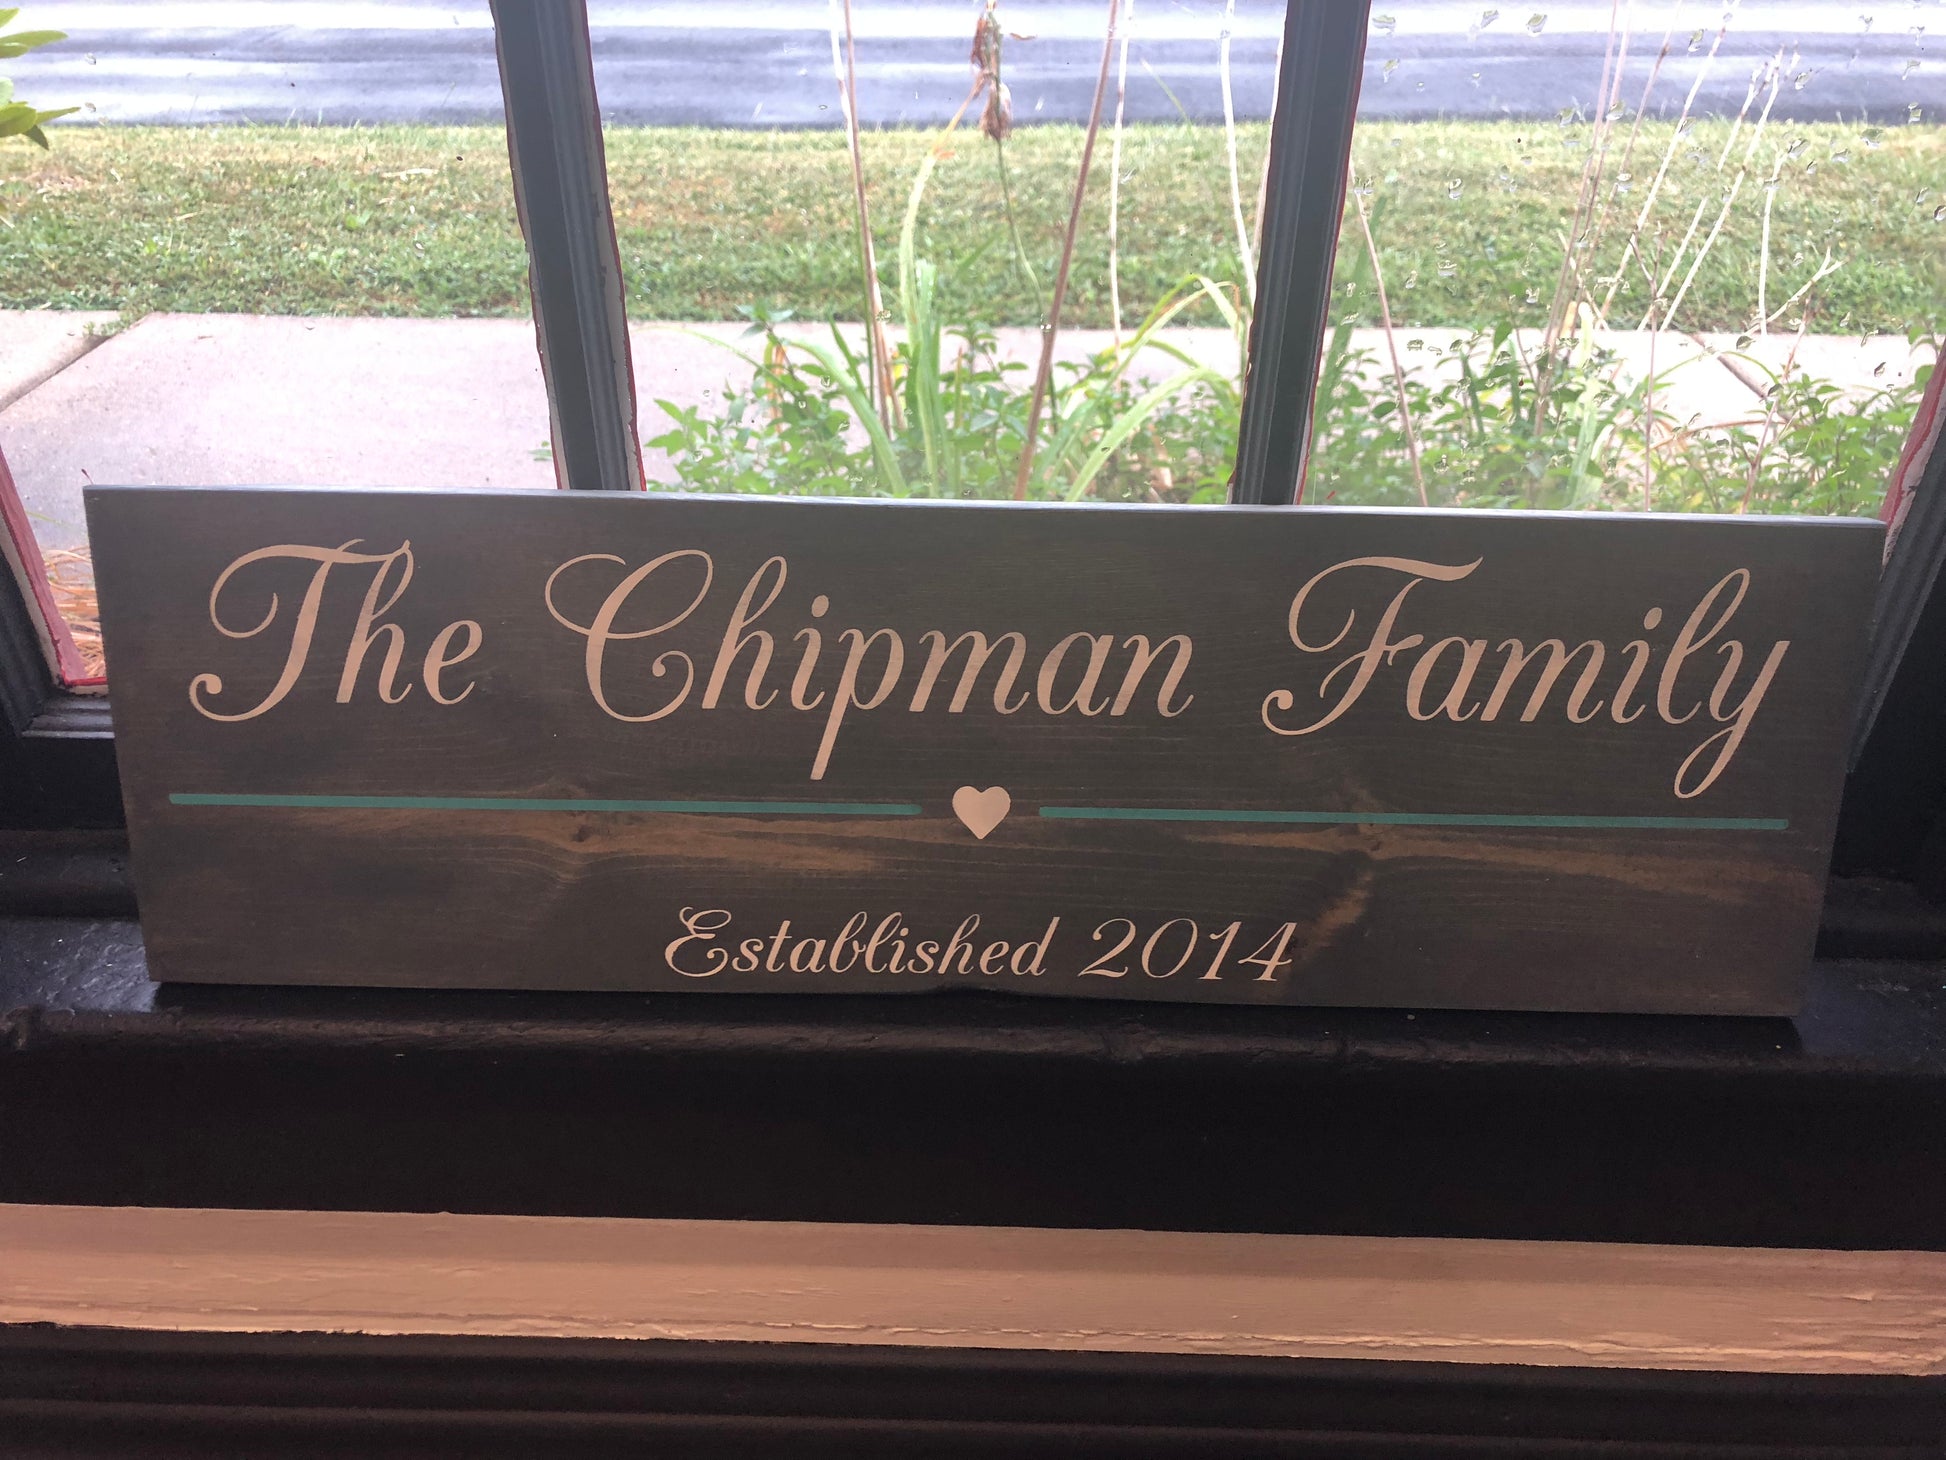 The Chipman Family
Established 2014